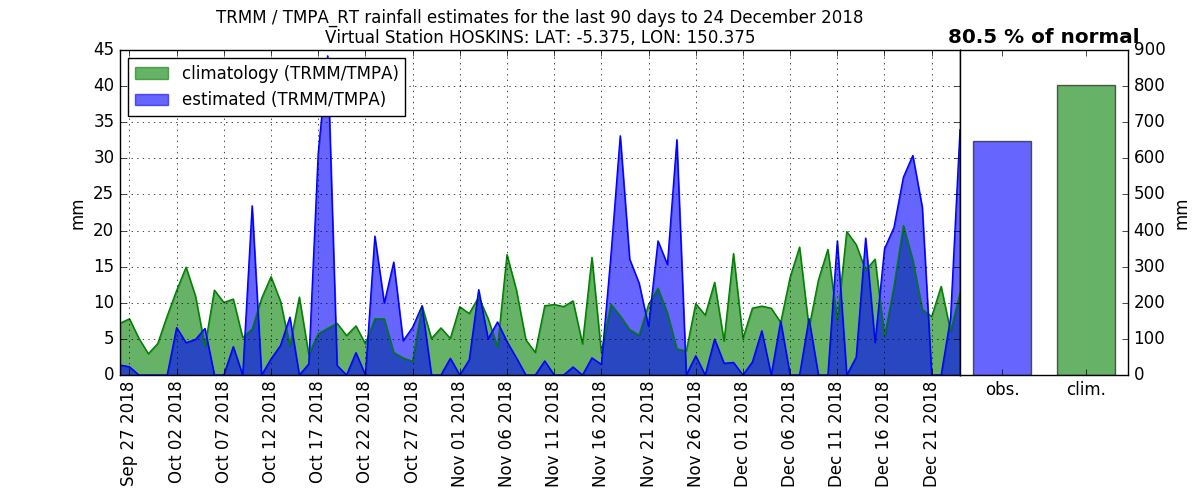 TRMM / TMPA_RT rainfall estimates for the last 90 days to 24 December 2018
Virtual Station HOSKINS: LAT: -5.375, LON: 150.375
80.5 % of normal
climatology (TRMM/TMPA)
estimated (TRMM/TMPA)
45
40
35
30
25
20
15
10
5
0
mm
Sep 27 2018
Oct 02 2018
Oct 07 2018
Oct 12 2018
Oct 17 2018
Oct 22 2018
Oct 27 2018
Nov 01 2018
Nov 06 2018
Nov 11 2018
Nov 16 2018
Nov 21 2018
Nov 26 2018
Dec 01 2018
Dec 06 2018
Dec 11 2018
Dec 16 2018
Dec 21 2018
900
800
700
600
500
400
300
200
100
0
mm
obs.
clim.